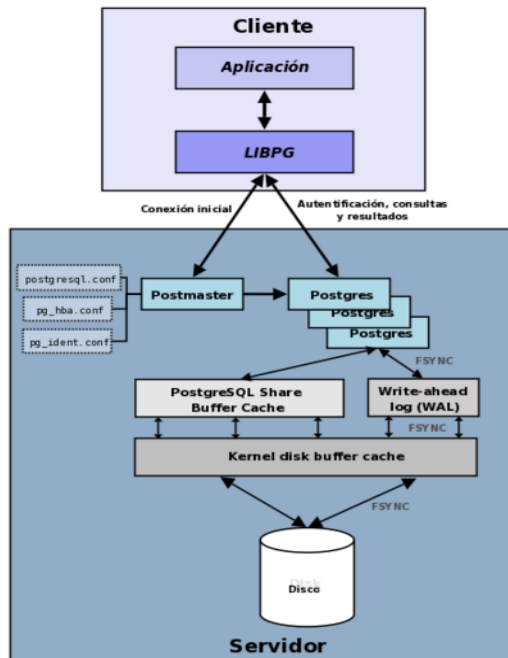 Cliente
Aplicación
LIBPG
Conexión inicial
Autentificación, consultas
y resultados
postgresql.conf
pg_hba.conf
pg_ident.conf
Postmaster
Postgres
Postgres
Postgres
FSYNC
PostgreSQL Share
Buffer Cache
Write-ahead
log (WAL)
FSYNC
Kernel disk buffer cache
FSYNC
Disk
Disco
Servidor